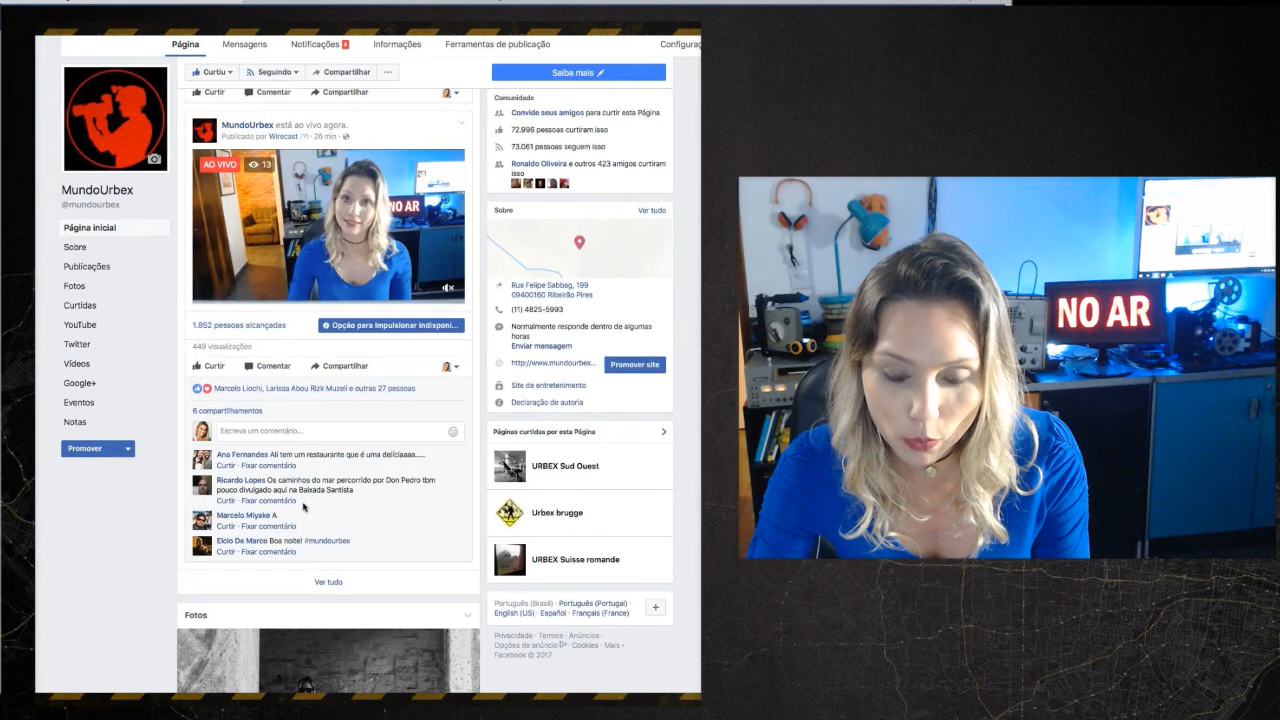 Página Mensagens Notificações 4 Informações Ferramentas de publicação Configuraç
Curtiu Seguindo Compartilhar ... Saiba mais
Curtir Comentar Compartilhar
MundoUrbex está ao vivo agora.
Publicado por Wirecast [?] · 26 min ·
AO VIVO 13
NO AR
1.852 pessoas alcançadas
Opção para Impulsionar Indisponí...
449 visualizações
Curtir Comentar Compartilhar
Marcelo Liochi, Larissa Abou Rizk Muzeli e outras 27 pessoas
6 compartilhamentos
Escreva um comentário...
Ana Fernandes Ali tem um restaurante que é uma delíciaaaa.....
Curtir · Fixar comentário
Ricardo Lopes Os caminhos do mar percorrido por Don Pedro tbm
pouco divulgado aqui na Baixada Santista
Curtir · Fixar comentário
Marcelo Miyake A
Curtir · Fixar comentário
Elcio De Marco Boa noite! #mundourbex
Curtir · Fixar comentário
Ver tudo
Fotos
MundoUrbex
@mundourbex
Página inicial
Sobre
Publicações
Fotos
Curtidas
YouTube
Twitter
Vídeos
Google+
Eventos
Notas
Promover
Comunidade
Convide seus amigos para curtir esta Página
72.996 pessoas curtiram isso
73.061 pessoas seguem isso
Ronaldo Oliveira e outros 423 amigos curtiram
isso
Sobre Ver tudo
Rua Felipe Sabbag, 199
09400160 Ribeirão Pires
(11) 4825-5993
Normalmente responde dentro de algumas
horas
Enviar mensagem
http://www.mundourbex... Promover site
Site de entretenimento
Declaração de autoria
Páginas curtidas por esta Página
URBEX Sud Ouest
Urbex brugge
URBEX Suisse romande
Português (Brasil) · Português (Portugal) ·
English (US) · Español · Français (France)
Privacidade · Termos · Anúncios ·
Opções de anúncio · Cookies · Mais
Facebook © 2017
NO AR